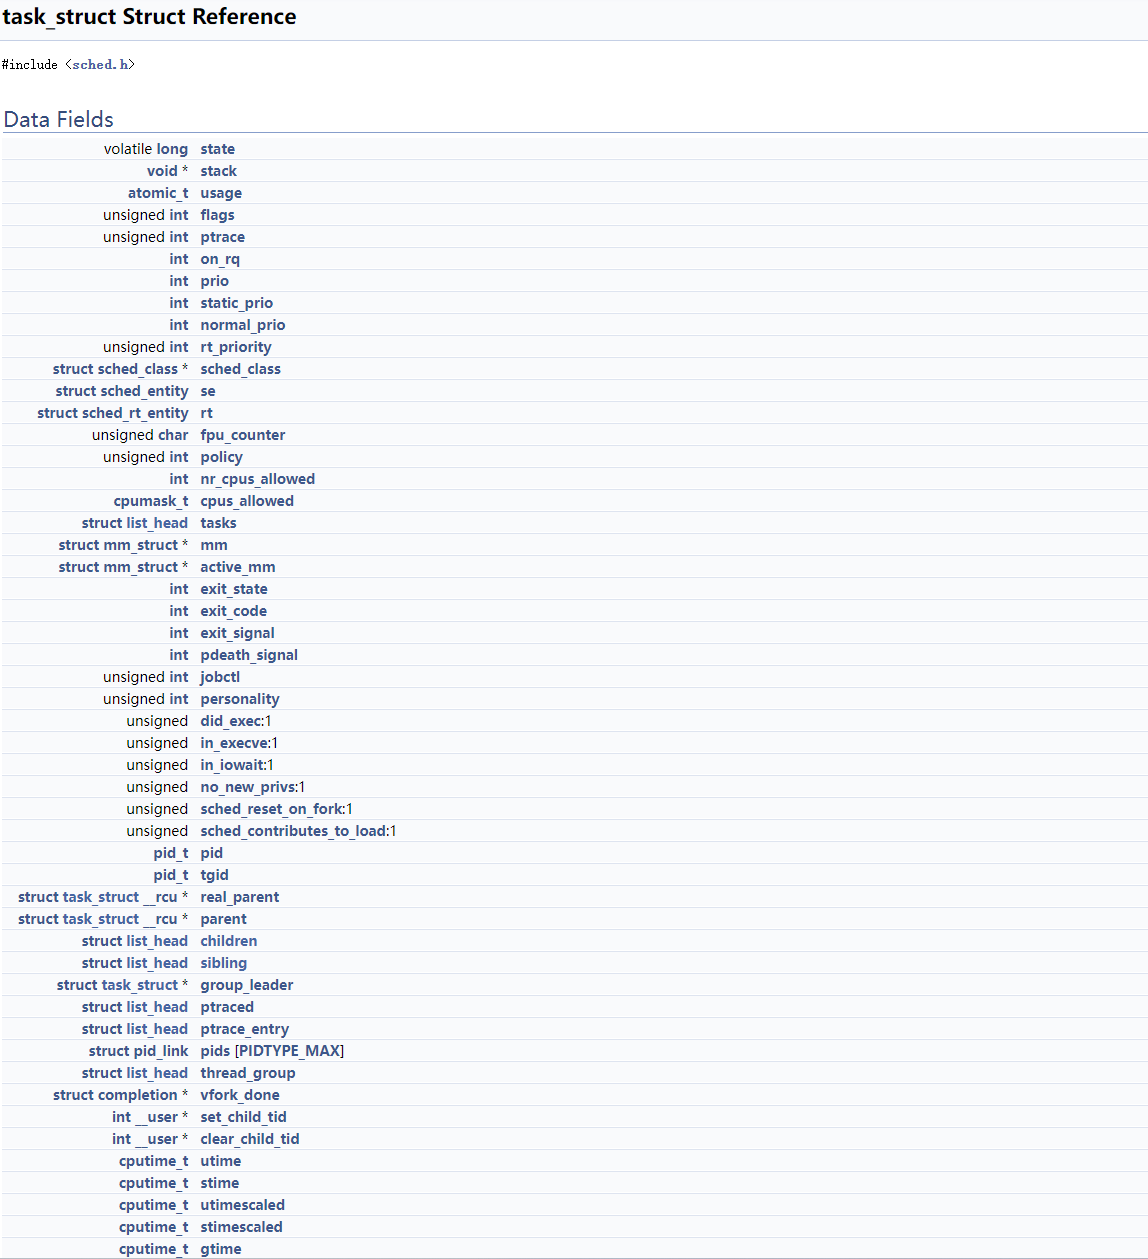 task_struct Struct Reference
#include <sched.h>
Data Fields
volatile long state
void * stack
atomic_t usage
unsigned int flags
unsigned int ptrace
int on_rq
int prio
int static_prio
int normal_prio
unsigned int rt_priority
struct sched_class * sched_class
struct sched_entity se
struct sched_rt_entity rt
unsigned char fpu_counter
unsigned int policy
int nr_cpus_allowed
cpumask_t cpus_allowed
struct list_head tasks
struct mm_struct * mm
struct mm_struct * active_mm
int exit_state
int exit_code
int exit_signal
int pdeath_signal
unsigned int jobctl
unsigned int personality
unsigned did_exec:1
unsigned in_execve:1
unsigned in_iowait:1
unsigned no_new_privs:1
unsigned sched_reset_on_fork:1
unsigned sched_contributes_to_load:1
pid_t pid
pid_t tgid
struct task_struct __rcu * real_parent
struct task_struct __rcu * parent
struct list_head children
struct list_head sibling
struct task_struct * group_leader
struct list_head ptraced
struct list_head ptrace_entry
struct pid_link pids [PIDTYPE_MAX]
struct list_head thread_group
struct completion * vfork_done
int __user * set_child_tid
int __user * clear_child_tid
cputime_t utime
cputime_t stime
cputime_t utimescaled
cputime_t stimescaled
cputime_t gtime